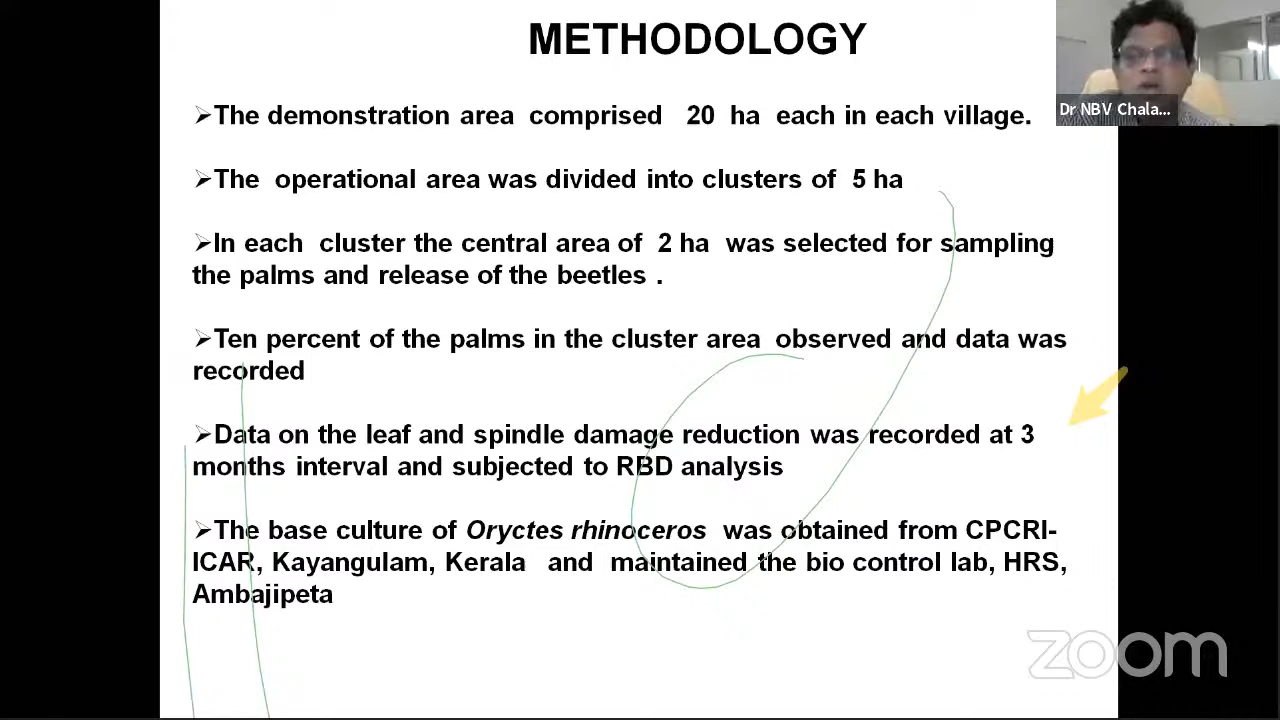 METHODOLOGY
Dr NBV Chala...
➢The demonstration area comprised 20 ha each in each village.
➢The operational area was divided into clusters of 5 ha
➢In each cluster the central area of 2 ha was selected for sampling
the palms and release of the beetles .
➢Ten percent of the palms in the cluster area observed and data was
recorded
➢Data on the leaf and spindle damage reduction was recorded at 3
months interval and subjected to RBD analysis
➢The base culture of Oryctes rhinoceros was obtained from CPCRI-
ICAR, Kayangulam, Kerala and maintained the bio control lab, HRS,
Ambajipeta
zoom